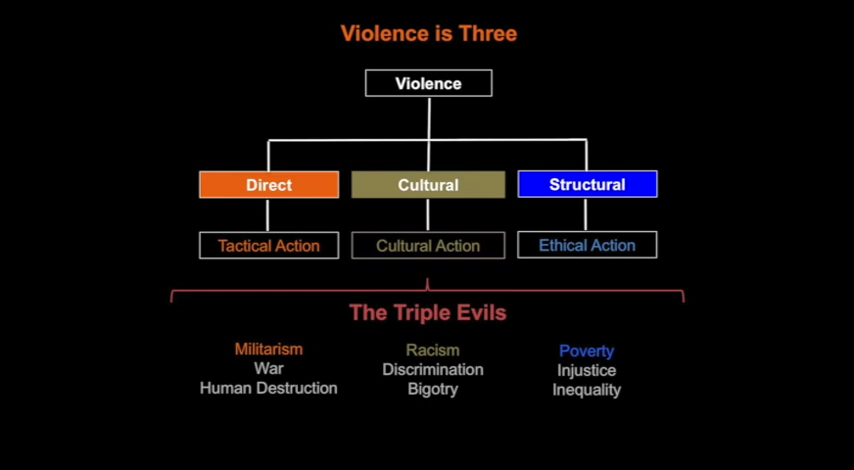 Violence is Three
Violence
Direct
Cultural
Structural
Tactical Action
Cultural Action
Ethical Action
The Triple Evils
Militarism
War
Human Destruction
Racism
Discrimination
Bigotry
Poverty
Injustice
Inequality